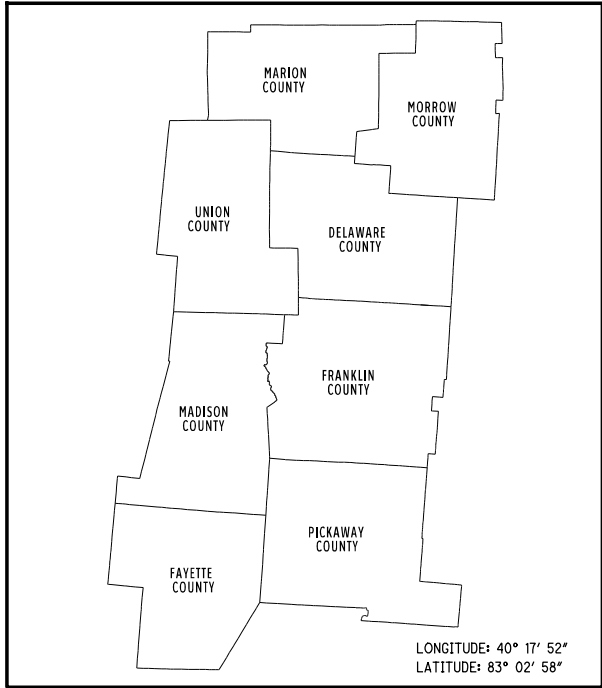 MARION
COUNTY
MORROW
COUNTY
UNION
COUNTY
DELAWARE
COUNTY
FRANKLIN
COUNTY
MADISON
COUNTY
PICKAWAY
COUNTY
FAYETTE
COUNTY
LONGITUDE: 40° 17' 52"
LATITUDE: 83° 02' 58"